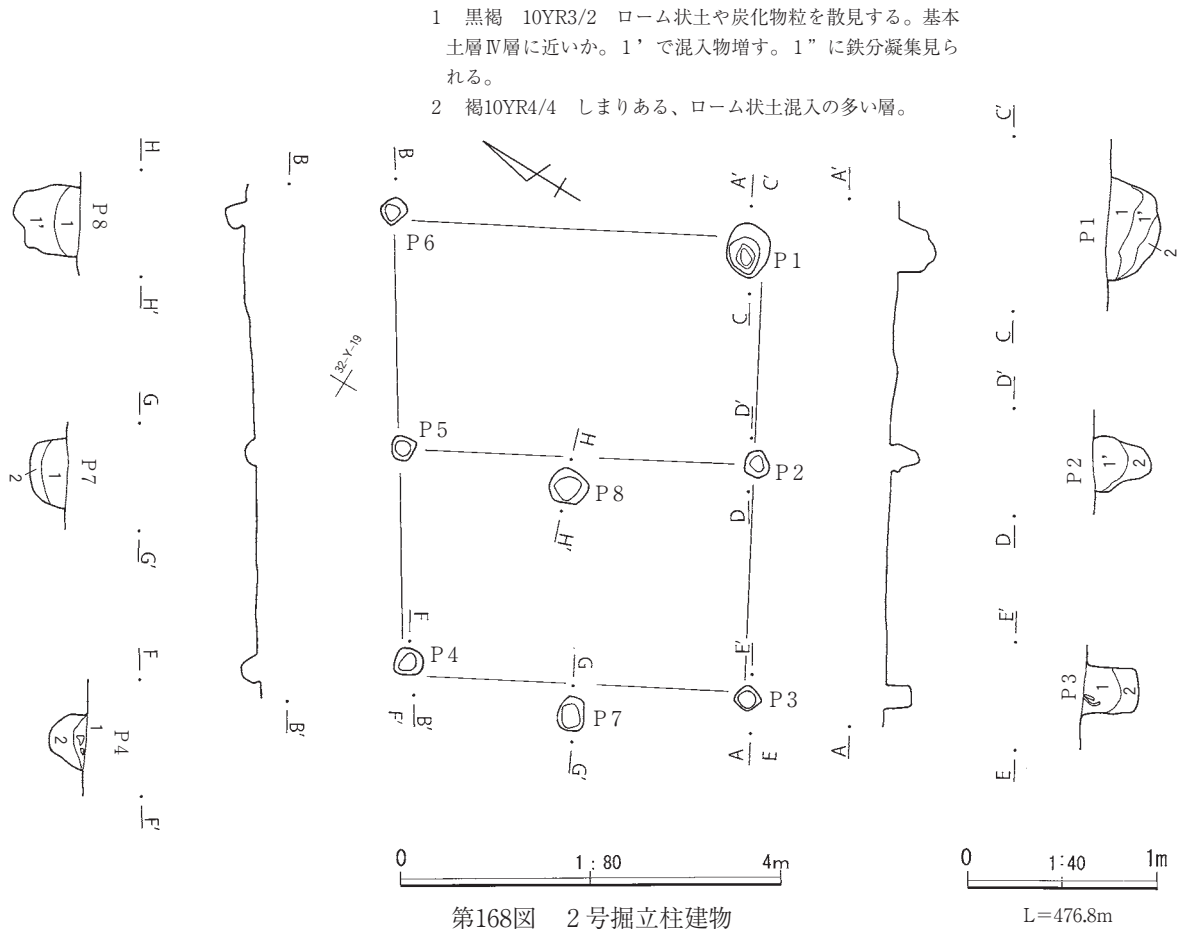 1　黒褐　10YR3/2　ローム状土や炭化物粒を散見する。基本
土層Ⅳ層に近いか。1’で混入物増す。1”に鉄分凝集見ら
れる。
2　褐10YR4/4　しまりある、ローム状土混入の多い層。
H
B
B
A' C'
A'
C'
P8
1
1'
P6
P1
P1
1
1'
2
H'
C
C
32-Y-19
G
D'
D'
P5
H
P2
P8
P7
1
2
P2
1'
2
D
D
H'
G'
F
E'
E'
F
P4
G
P3
P7
P4
1
2
P3
1
2
F'
B'
B'
G'
A E
A
E
F'
0　1：80　4m
0　1：40　1m
第168図　2号掘立柱建物
L＝476.8m